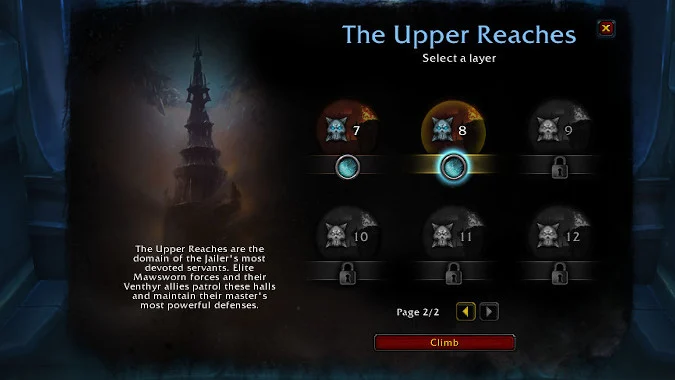 The Upper Reaches
Select a layer
7
8
9
10
11
12
The Upper Reaches are the
domain of the Jailer's most
devoted servants. Elite
Mawsworn forces and their
Venthyr allies patrol these halls
and maintain their master's
most powerful defenses.
Page 2/2
Climb